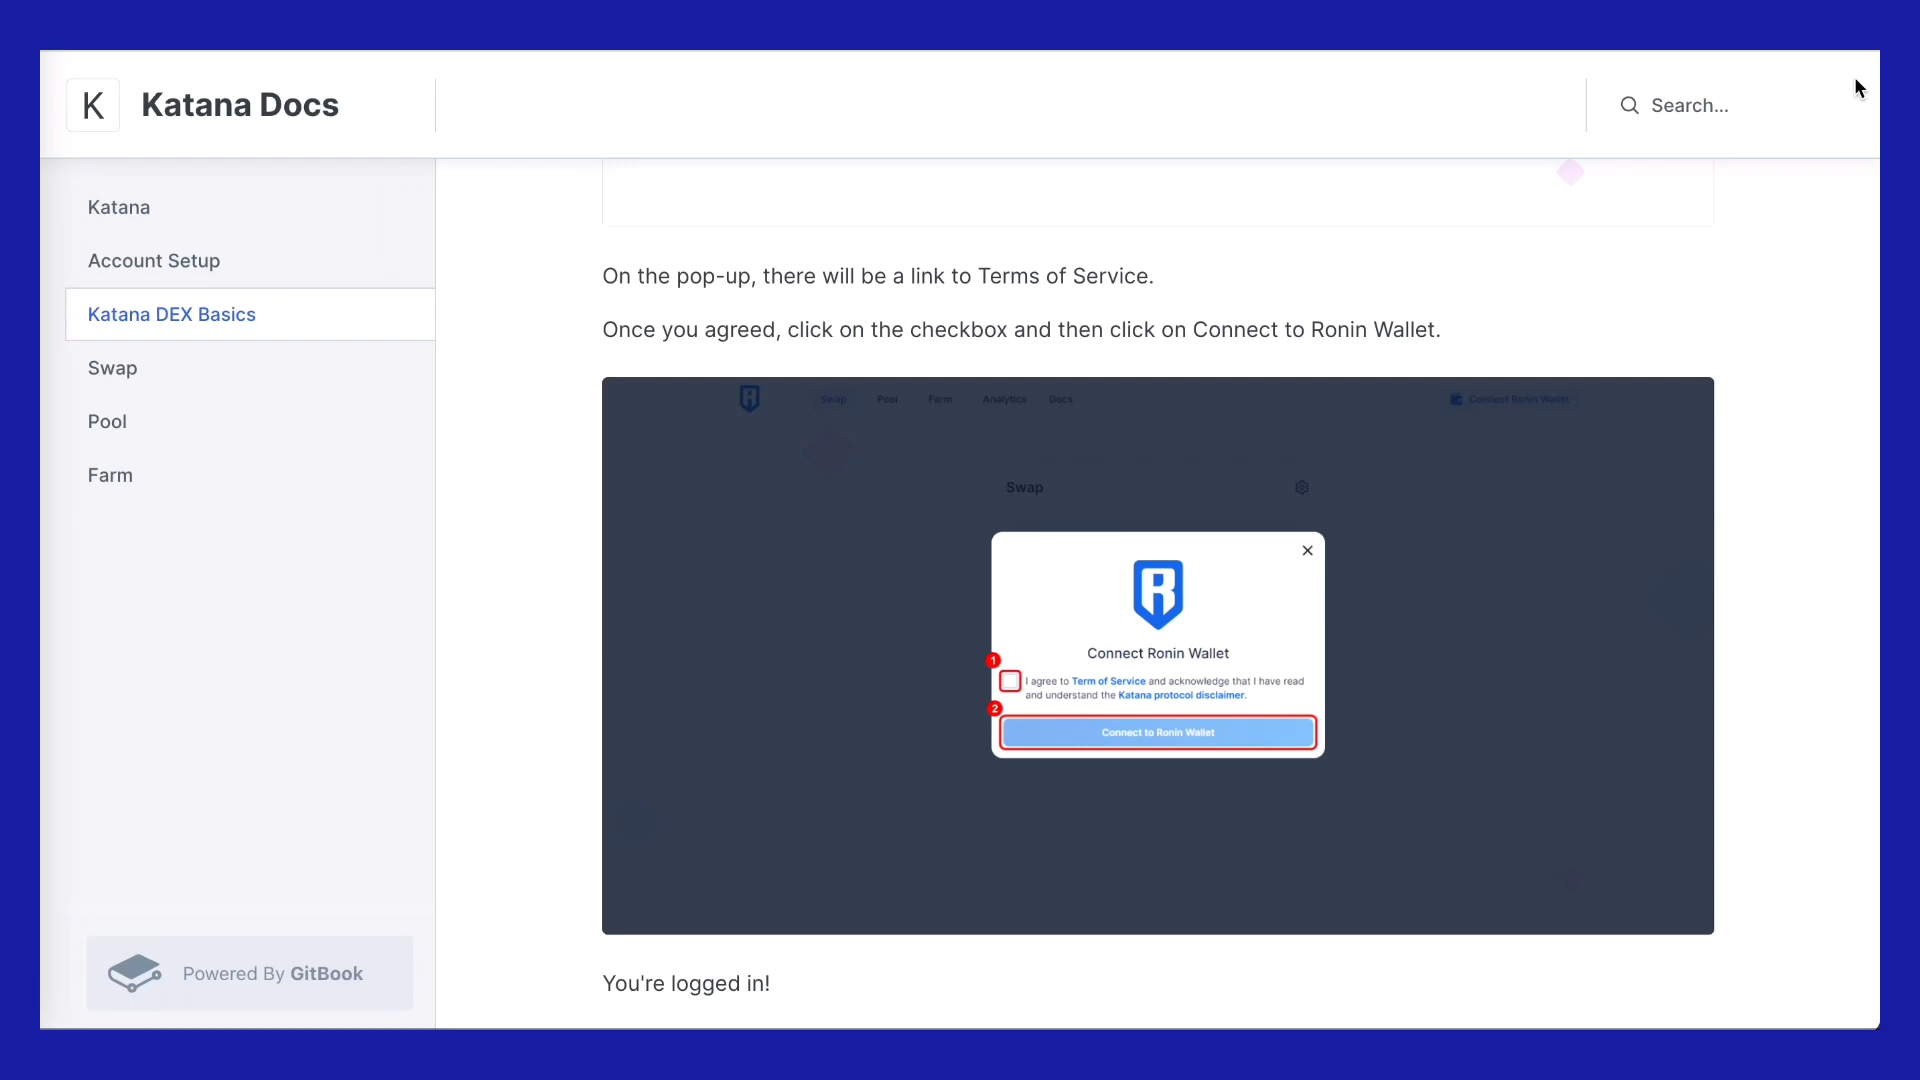 K Katana Docs
Search...
Katana
Account Setup
Katana DEX Basics
Swap
Pool
Farm
Powered By GitBook
On the pop-up, there will be a link to Terms of Service.
Once you agreed, click on the checkbox and then click on Connect to Ronin Wallet.
Swap Pool Farm Analytics Docs Connect Ronin Wallet
Swap
Connect Ronin Wallet
1
I agree to Term of Service and acknowledge that I have read
and understand the Katana protocol disclaimer.
2
Connect to Ronin Wallet
You're logged in!